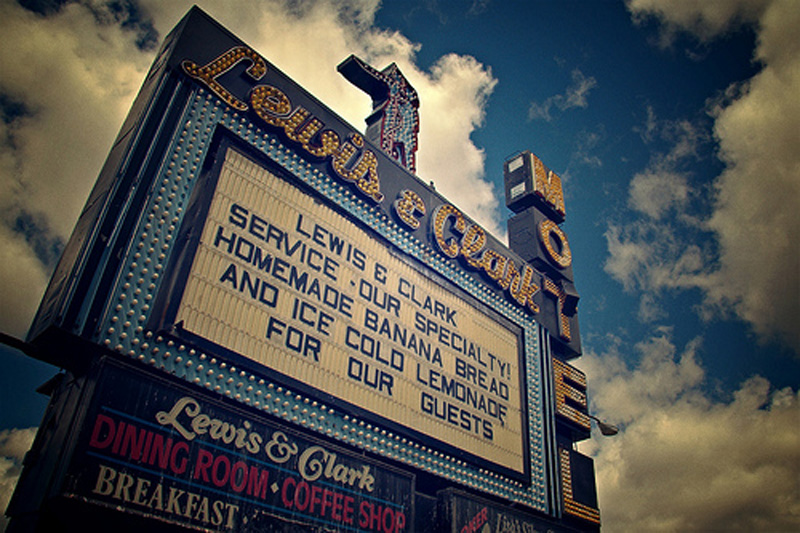 Lewis & Clark
MOTEL
LEWIS & CLARK
SERVICE · OUR SPECIALTY!
HOMEMADE BANANA BREAD
AND ICE COLD LEMONADE
FOR OUR GUESTS
Lewis & Clark
DINING ROOM · COFFEE SHOP
BREAKFAST ·